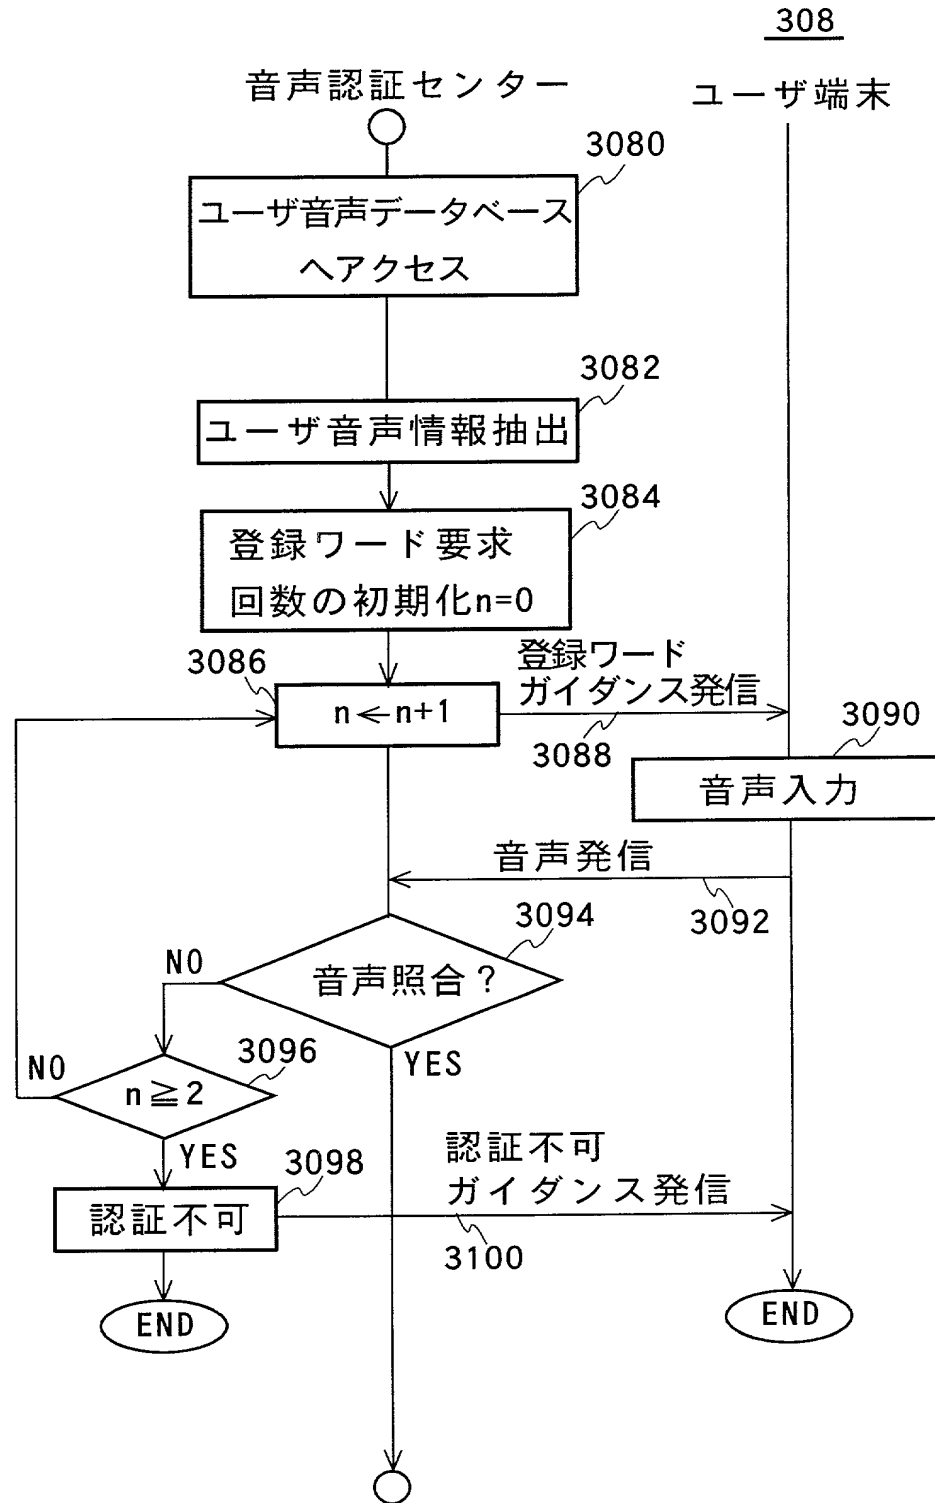 308
音声認証センター
ユーザ端末
3080
ユーザ音声データベース
へアクセス
3082
ユーザ音声情報抽出
3084
登録ワード要求
回数の初期化n=0
3086
n←n+1
登録ワード
ガイダンス発信
3088
3090
音声入力
音声発信
3092
3094
音声照合?
NO
YES
3096
n≧2
NO
YES
3098
認証不可
認証不可
ガイダンス発信
3100
END
END